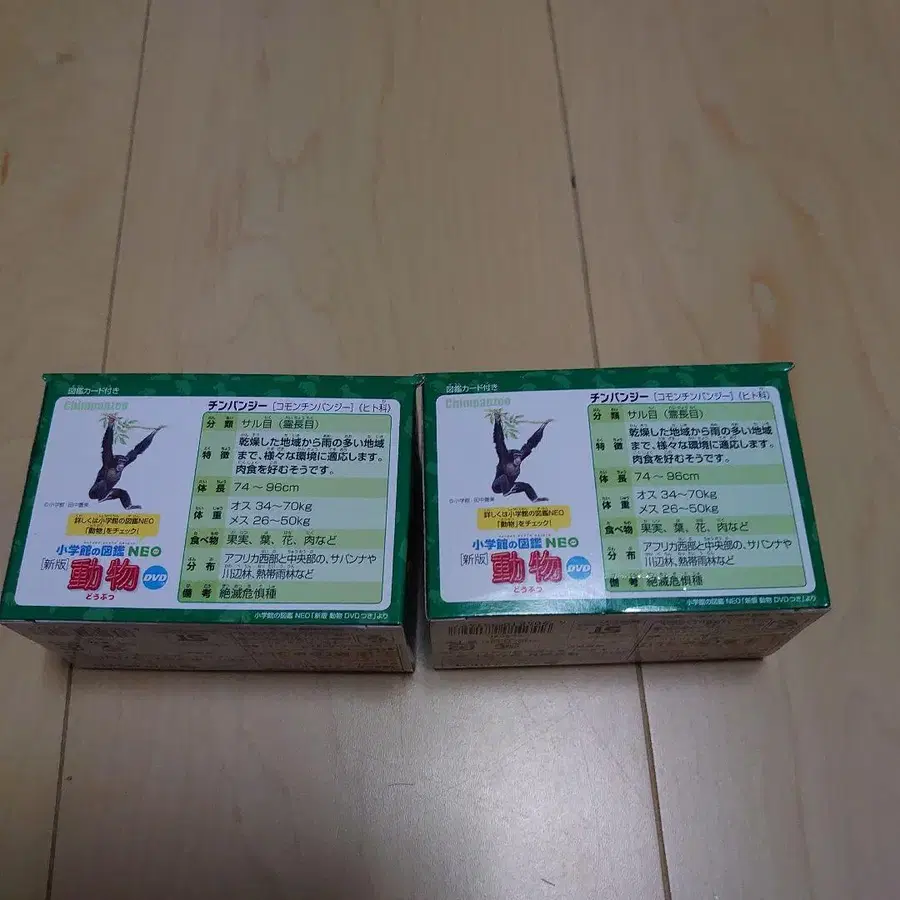 図鑑カード付き
Chimpanzee
チンパンジー [コモンチンパンジー] (ヒト科)
分類 サル目(霊長目)
特徴 乾燥した地域から雨の多い地域
まで、様々な環境に適応します。
肉食を好むそうです。
体長 74～96cm
体重 オス 34～70kg
メス 26～50kg
食べ物 果実、葉、花、肉など
分布 アフリカ西部と中央部の、サバンナや
川辺林、熱帯雨林など
備考 絶滅危惧種
©小学館・田中豊美
詳しくは小学館の図鑑NEO
「動物」をチェック!
小学館の図鑑 NEO
[新版] 動物 DVD
どうぶつ
小学館の図鑑 NEO「新版 動物 DVDつき」より
図鑑カード付き
Chimpanzee
チンパンジー [コモンチンパンジー] (ヒト科)
分類 サル目(霊長目)
特徴 乾燥した地域から雨の多い地域
まで、様々な環境に適応します。
肉食を好むそうです。
体長 74～96cm
体重 オス 34～70kg
メス 26～50kg
食べ物 果実、葉、花、肉など
分布 アフリカ西部と中央部の、サバンナや
川辺林、熱帯雨林など
備考 絶滅危惧種
©小学館・田中豊美
詳しくは小学館の図鑑NEO
「動物」をチェック!
小学館の図鑑 NEO
[新版] 動物 DVD
どうぶつ
小学館の図鑑 NEO「新版 動物 DVDつき」より